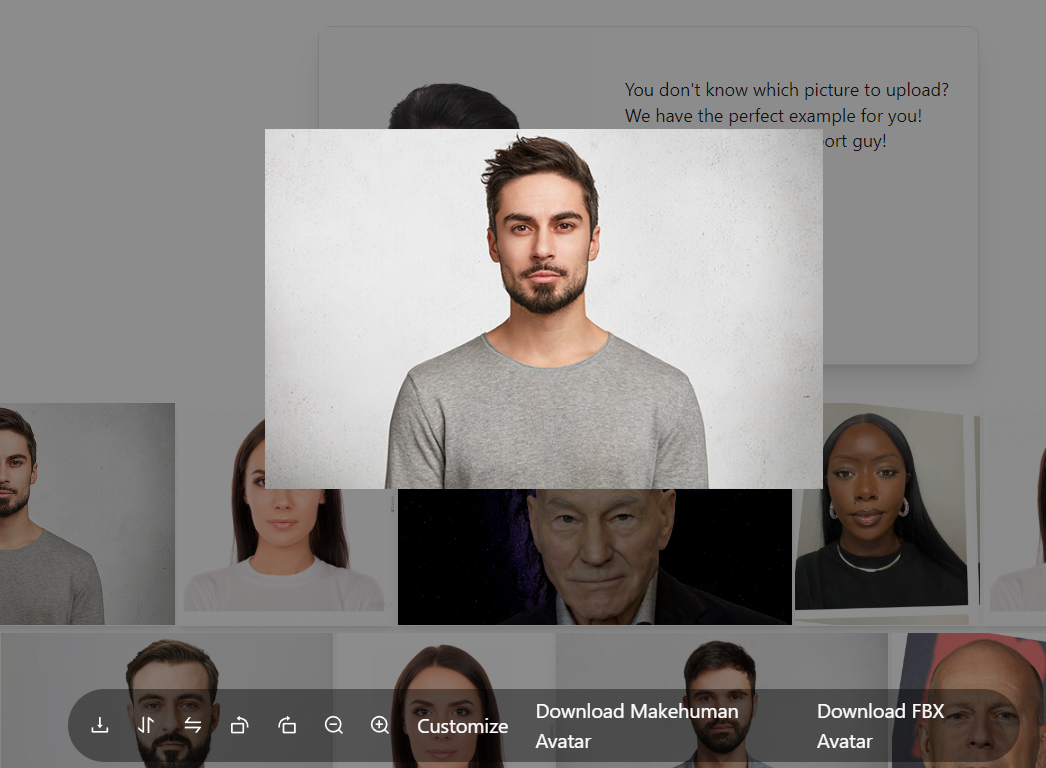 You don't know which picture to upload?
We have the perfect example for you!
ort guy!
Customize
Download Makehuman
Avatar
Download FBX
Avatar